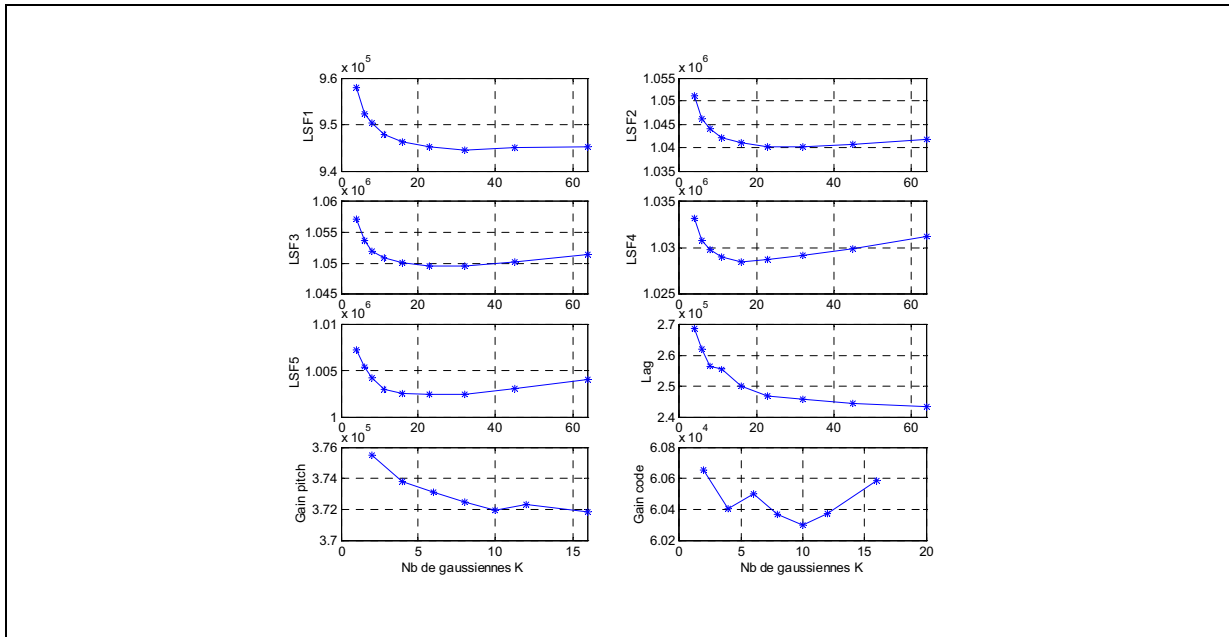 x 10^5
9.6
9.5
9.4
LSF1
0 20 40 60
x 10^6
1.055
1.05
1.045
1.04
1.035
LSF2
0 20 40 60
x 10^6
1.06
1.055
1.05
1.045
LSF3
0 20 40 60
x 10^6
1.035
1.03
1.025
LSF4
0 20 40 60
x 10^6
1.01
1.005
1
LSF5
0 20 40 60
x 10^5
2.7
2.6
2.5
2.4
Lag
0 20 40 60
x 10^5
3.76
3.74
3.72
3.7
Gain pitch
0 5 10 15
Nb de gaussiennes K
x 10^4
6.08
6.06
6.04
6.02
Gain code
0 5 10 15 20
Nb de gaussiennes K